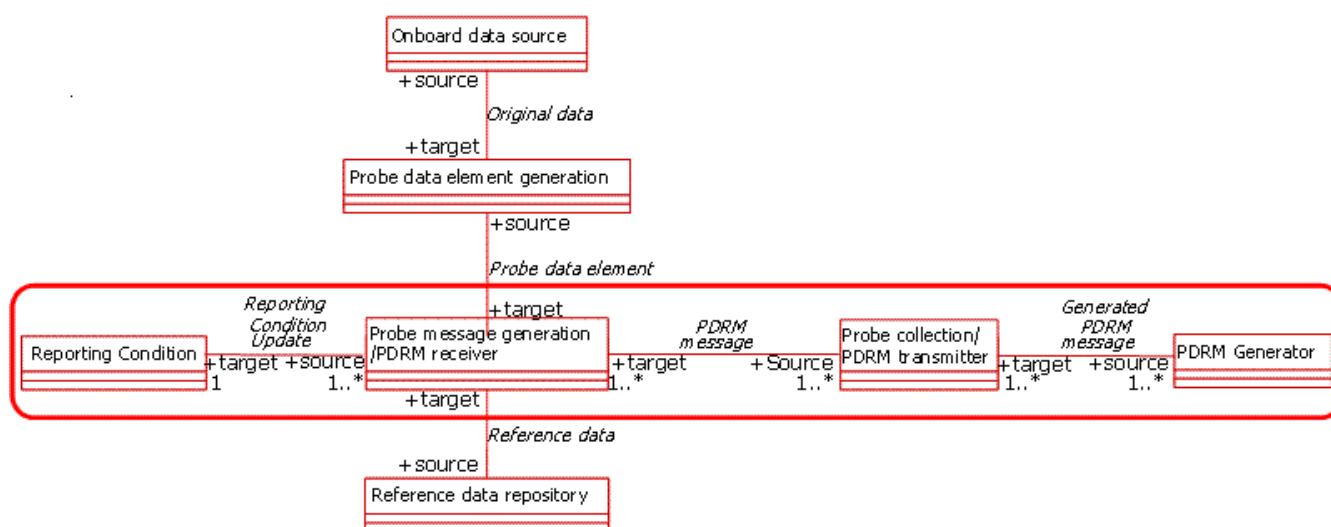 Onboard data source
+source
Original data
+target
Probe data element generation
+source
Probe data element
+target
Reporting
Condition
Update
Probe message generation
/PDRM receiver
PDRM
message
Probe collection/
PDRM transmitter
Generated
PDRM
message
Reporting Condition
PDRM Generator
+target
1
+source
1..*
+target
1..*
+Source
1..*
+target
1..*
+source
1..*
+target
Reference data
+source
Reference data repository